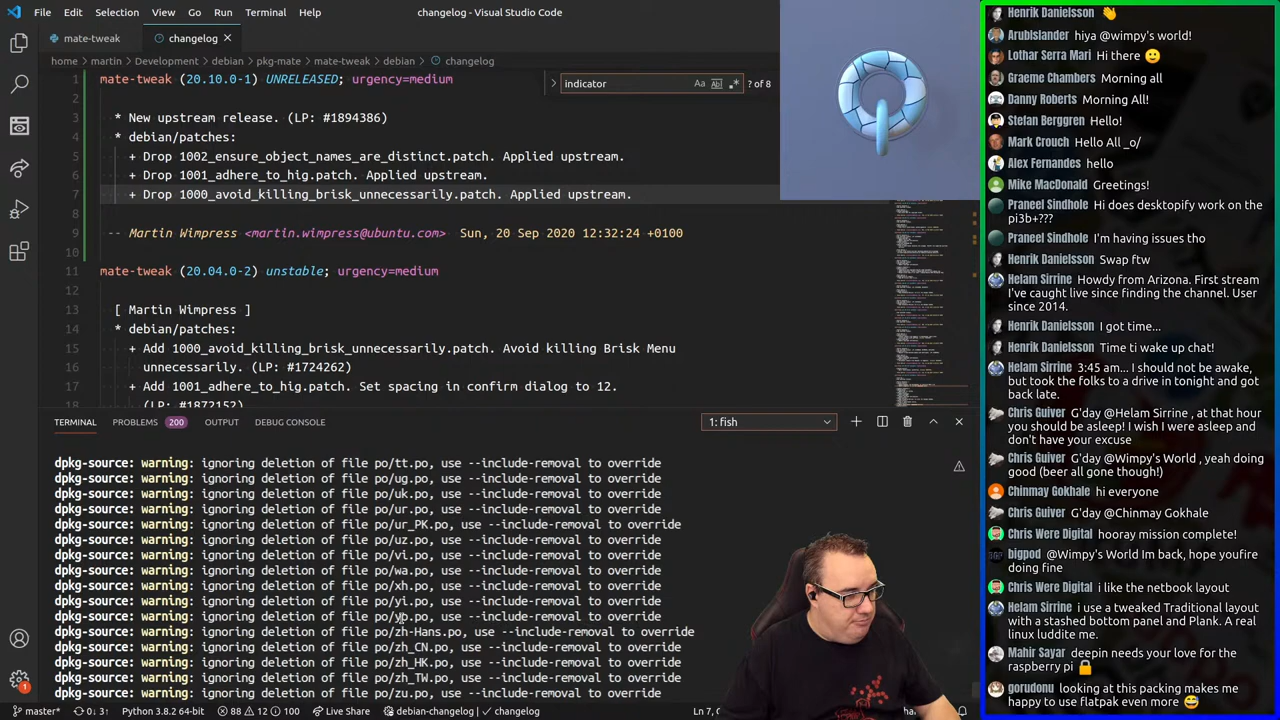 File Edit Selection View Go Run Terminal Help changelog - Visual Studio Code
mate-tweak changelog
home > martin > Development > debian > pkg-mate > mate-tweak > debian > changelog
indicator Aa Abl .* ? of 8
1 mate-tweak (20.10.0-1) UNRELEASED; urgency=medium
2
3 * New upstream release. (LP: #1894386)
4 * debian/patches:
5 + Drop 1002_ensure_object_names_are_distinct.patch. Applied upstream.
6 + Drop 1001_adhere_to_hig.patch. Applied upstream.
7 + Drop 1000_avoid_killing_brisk_unnecessarily.patch. Applied upstream.
8
9 -- Martin Wimpress <martin.wimpress@ubuntu.com> Sun, 20 Sep 2020 12:32:24 +0100
10
11 mate-tweak (20.04.0-2) unstable; urgency=medium
12
13 [ Martin Wimpress ]
14 * debian/patches:
15 + Add 1000_avoid_killing_brisk_unnecessarily.patch. Avoid killing Brisk Menu
16 unnecessarily. (LP: #1724262)
17 + Add 1001_adhere_to_hig.patch. Set spacing in confirm dialog to 12.
TERMINAL PROBLEMS 200 OUTPUT DEBUG CONSOLE 1: fish
dpkg-source: warning: ignoring deletion of file po/tt.po, use --include-removal to override
dpkg-source: warning: ignoring deletion of file po/ug.po, use --include-removal to override
dpkg-source: warning: ignoring deletion of file po/uk.po, use --include-removal to override
dpkg-source: warning: ignoring deletion of file po/ur.po, use --include-removal to override
dpkg-source: warning: ignoring deletion of file po/ur_PK.po, use --include-removal to override
dpkg-source: warning: ignoring deletion of file po/uz.po, use --include-removal to override
dpkg-source: warning: ignoring deletion of file po/vi.po, use --include-removal to override
dpkg-source: warning: ignoring deletion of file po/wa.po, use --include-removal to override
dpkg-source: warning: ignoring deletion of file po/xh.po, use --include-removal to override
dpkg-source: warning: ignoring deletion of file po/yi.po, use --include-removal to override
dpkg-source: warning: ignoring deletion of file use --include-removal to override
dpkg-source: warning: ignoring deletion of file po/zh-Hans.po, use --include-removal to override
dpkg-source: warning: ignoring deletion of file po/zh_CN.po, use --include-removal to override
dpkg-source: warning: ignoring deletion of file po/zh_HK.po, use --include-removal to override
dpkg-source: warning: ignoring deletion of file po/zh_TW.po, use --include-removal to override
dpkg-source: warning: ignoring deletion of file po/zu.po, use --include-removal to override
1
master* 0↓ 3↑ Python 3.8.2 64-bit 88 12 100 Live Share debian-changelog changelog Ln 7,
Henrik Danielsson 👋
Arubislander hiya @wimpy's world!
Lothar Serra Mari Hi there 🙂
Graeme Chambers Morning all
Danny Roberts Morning All!
Stefan Berggren Hello!
Mark Crouch Hello All _o/
Alex Fernandes hello
Mike MacDonald Greetings!
Praneel Sindhole Hi does desktopify work on the
pi3b+???
Praneel Sindhole I'm having issues tho
Henrik Danielsson Swap ftw
Helam Sirrine Howdy from Arizona. First stream
I've caught live since finding the channel. User
since 2014.
Henrik Danielsson I got time...
Henrik Danielsson Time ti wake up chat!
Helam Sirrine 3:45 am... I should not be awake,
but took the folks to a drive in tonight and got
back late.
Chris Guiver G'day @Helam Sirrine , at that hour
you should be asleep! I wish I were asleep and
don't have your excuse
Chris Guiver G'day @Wimpy's World , yeah doing
good (beer all gone though!)
Chinmay Gokhale hi everyone
Chris Guiver G'day @Chinmay Gokhale
Chris Were Digital hooray mission complete!
bigpod @Wimpy's World Im back, hope youfire
doing fine
Chris Were Digital i like the netbook layout
Helam Sirrine i use a tweaked Traditional layout
with a stashed bottom panel and Plank. A real
linux luddite me.
Mahir Sayar deepin needs your love for the
raspberry pi 🔒
gorudonu looking at this packing makes me
happy to use flatpak even more 😅